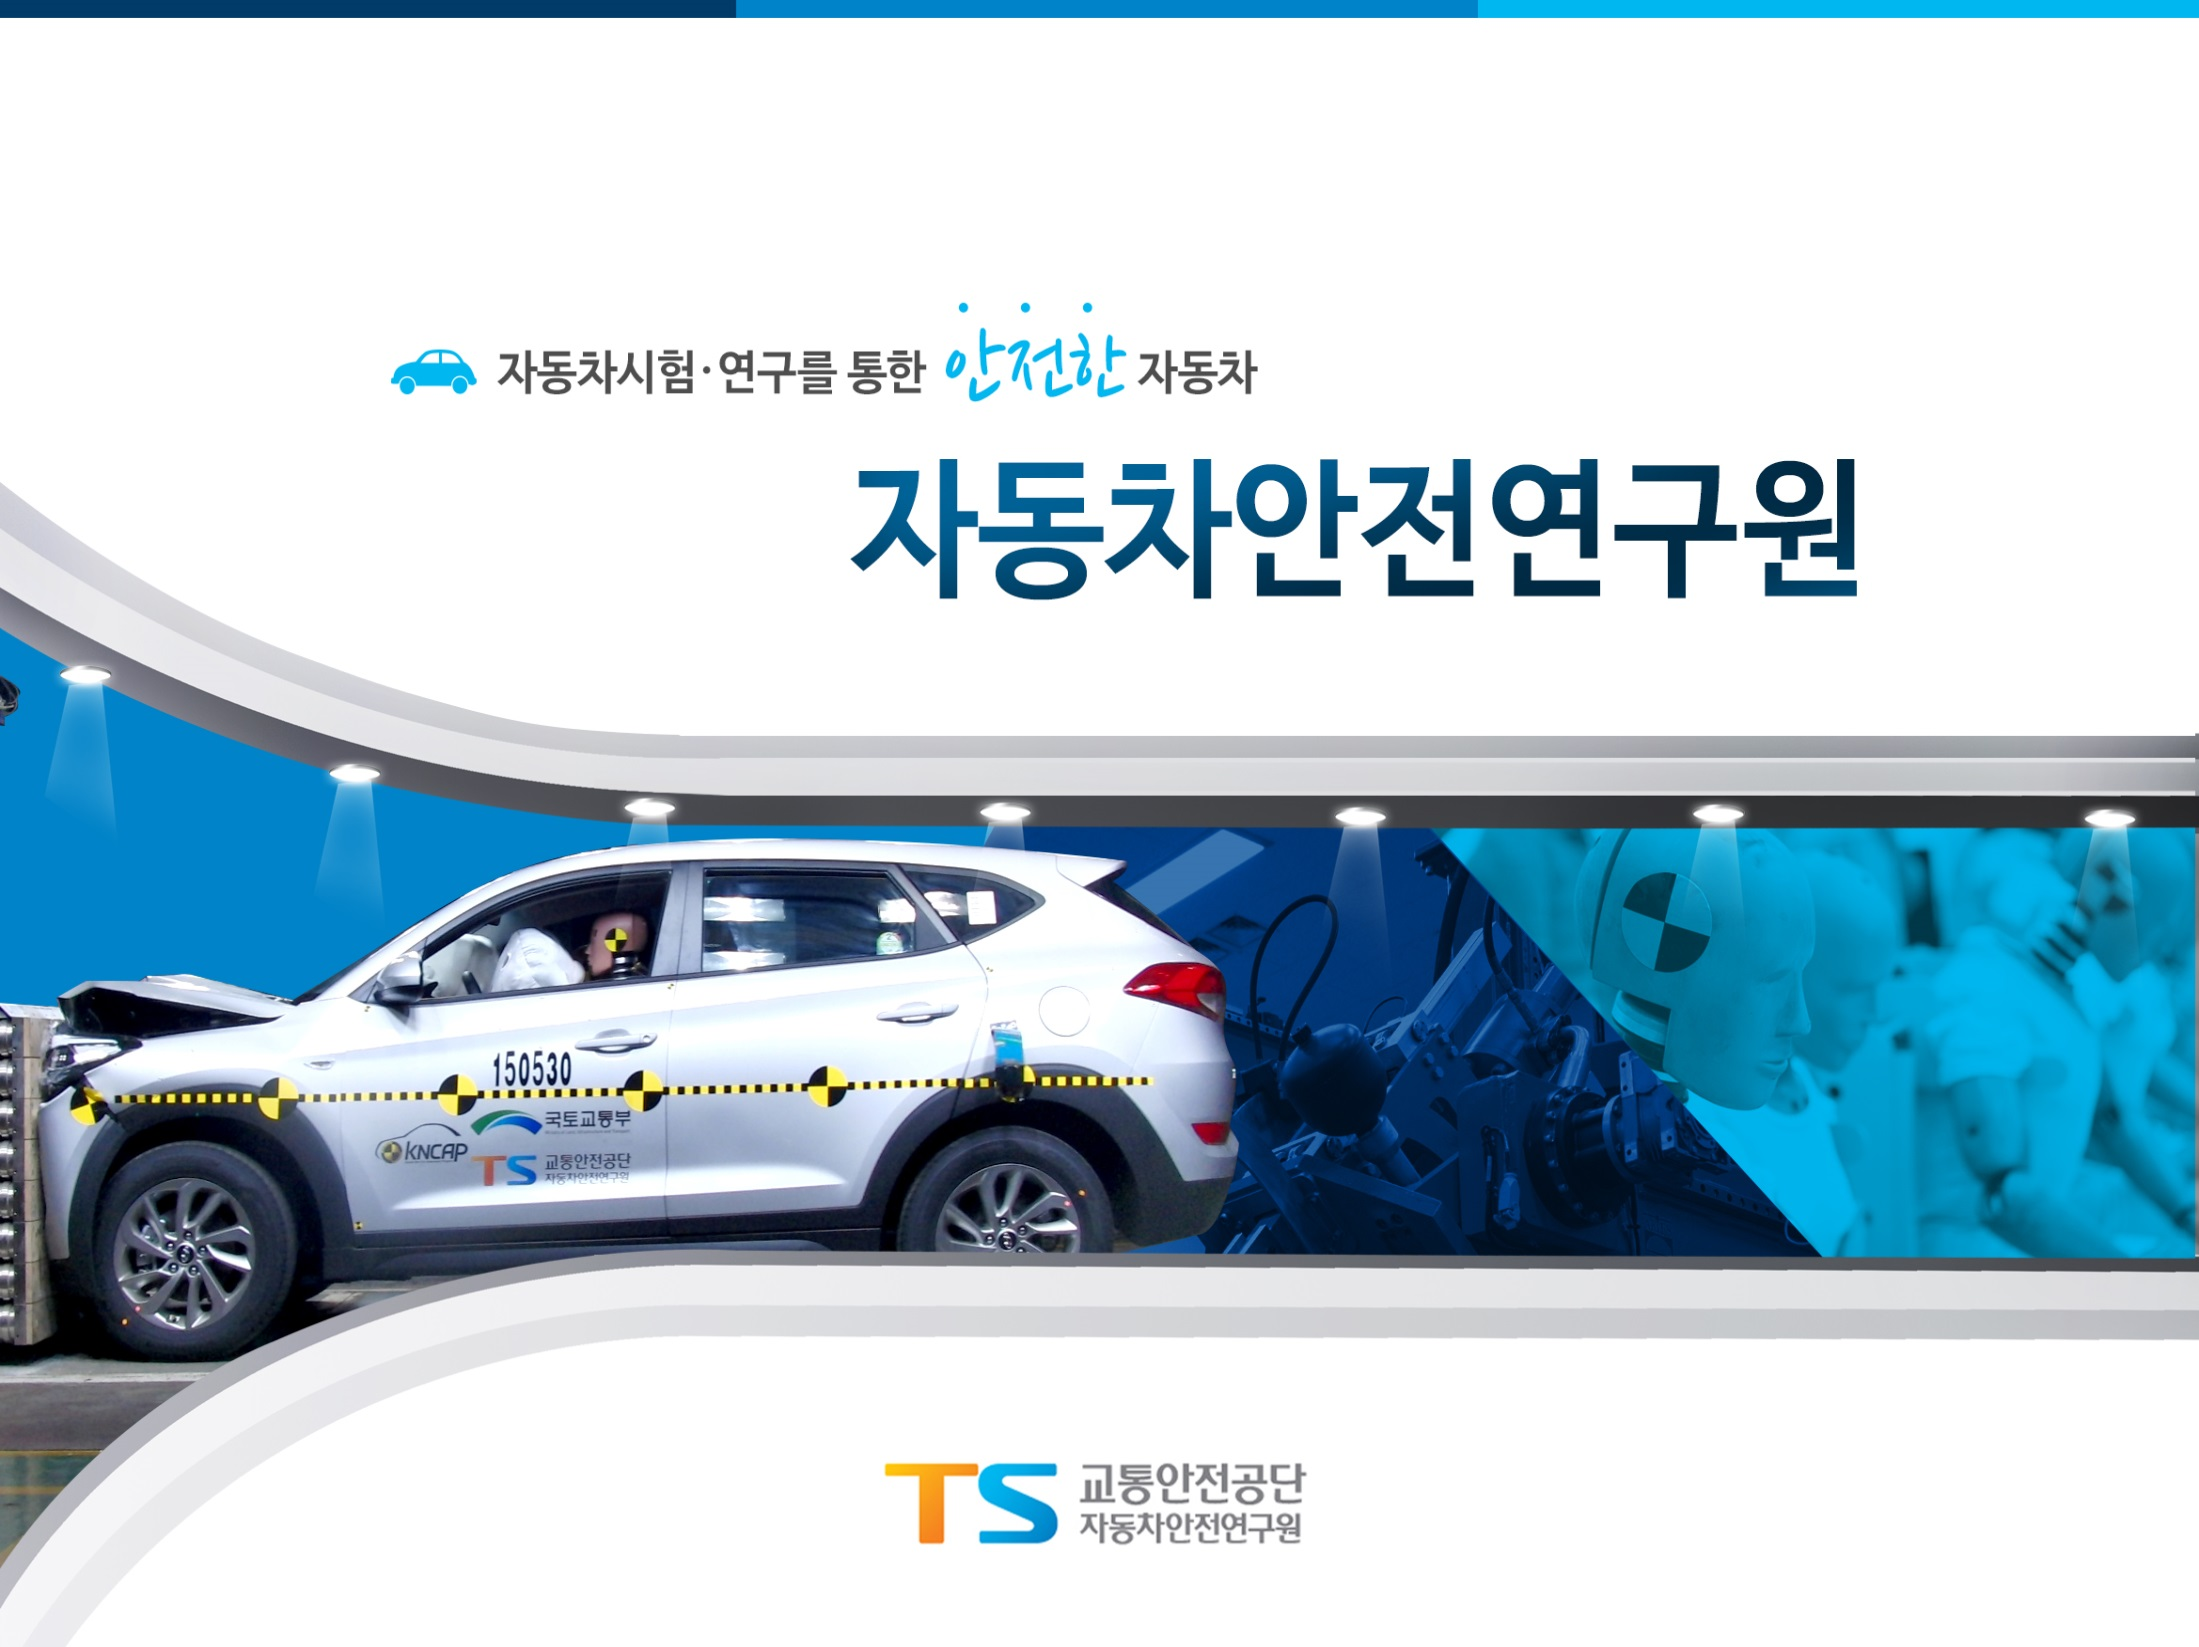 자동차시험·연구를 통한 안전한 자동차
자동차안전연구원
150530
국토교통부
KNCAP
TS 교통안전공단
자동차안전연구원
TS 교통안전공단
자동차안전연구원